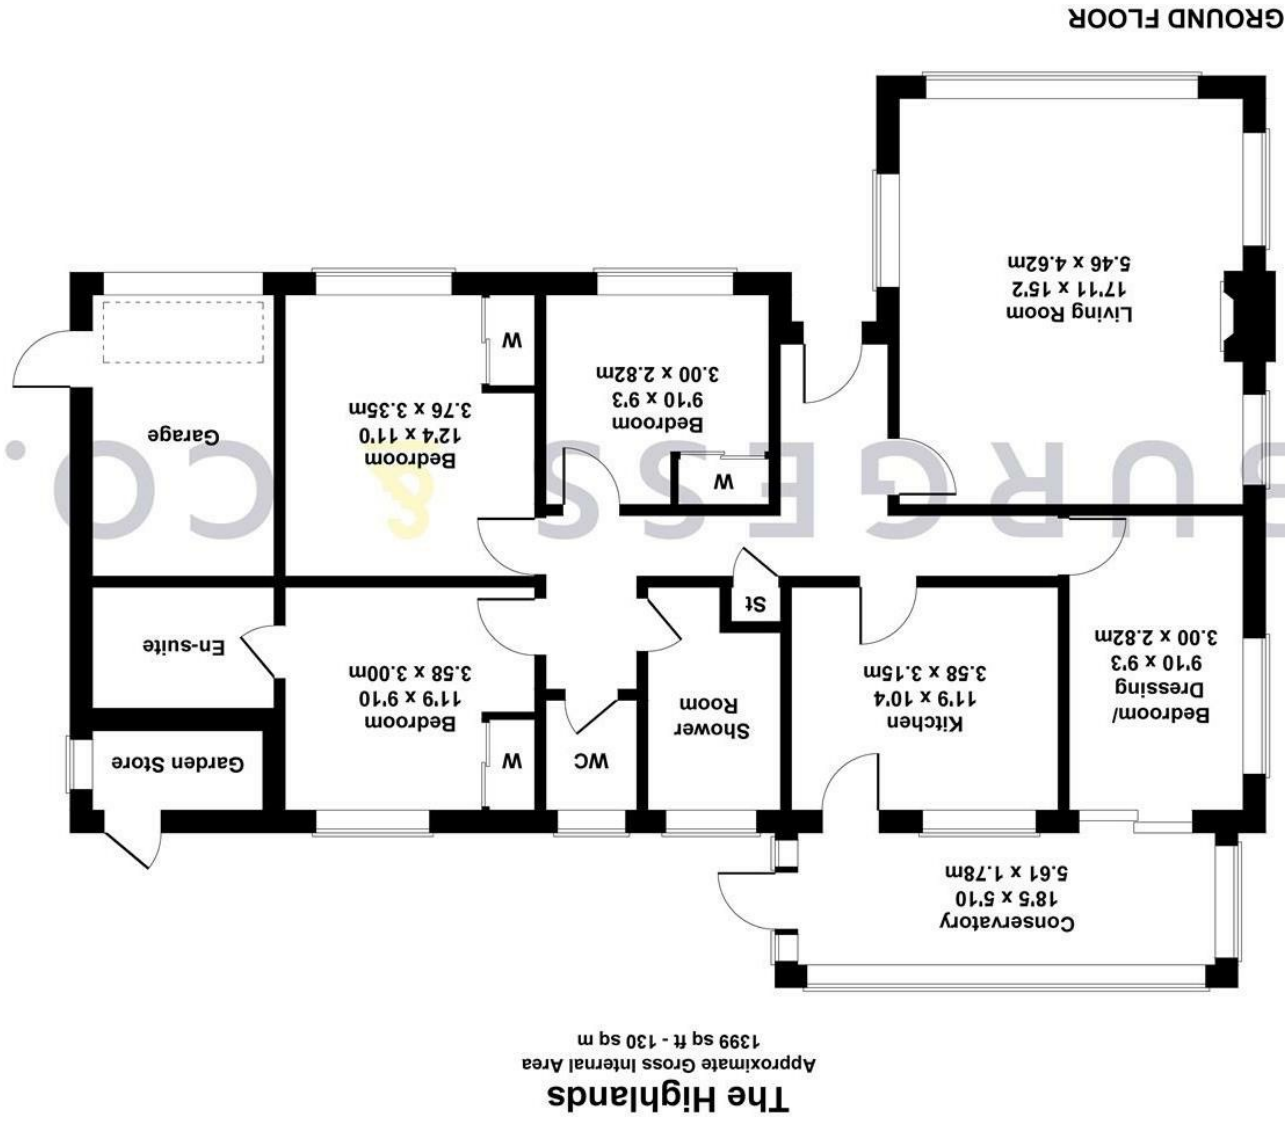 The Highlands
Approximate Gross Internal Area
1399 sq ft - 130 sq m
Conservatory
18'5 x 5'10
5.61 x 1.78m
Garden Store
En-suite
W
Bedroom
11'9 x 9'10
3.58 x 3.00m
WC
Shower
Room
St
Kitchen
11'9 x 10'4
3.58 x 3.15m
Bedroom/
Dressing
9'10 x 9'3
3.00 x 2.82m
Garage
Bedroom
12'4 x 11'0
3.76 x 3.35m
W
W
Bedroom
9'10 x 9'3
3.00 x 2.82m
Living Room
17'11 x 15'2
5.46 x 4.62m
BURGESS & CO.
GROUND FLOOR